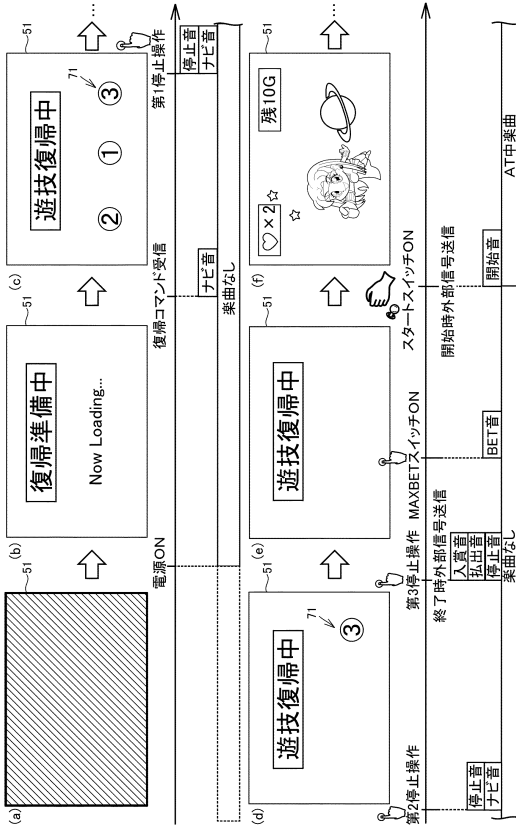 (a)
51
(b)
51
復帰準備中
Now Loading...
(c)
51
遊技復帰中
71
② ① ③
…
電源ON
復帰コマンド受信
第1停止操作
ナビ音
停止音
ナビ音
楽曲なし
(d)
51
遊技復帰中
71
③
(e)
51
遊技復帰中
(f)
51
♡×2
残10G
…
第2停止操作
第3停止操作
MAXBETスイッチON
スタートスイッチON
終了時外部信号送信
開始時外部信号送信
停止音
ナビ音
入賞音
払出音
停止音
BET音
開始音
楽曲なし
AT中楽曲